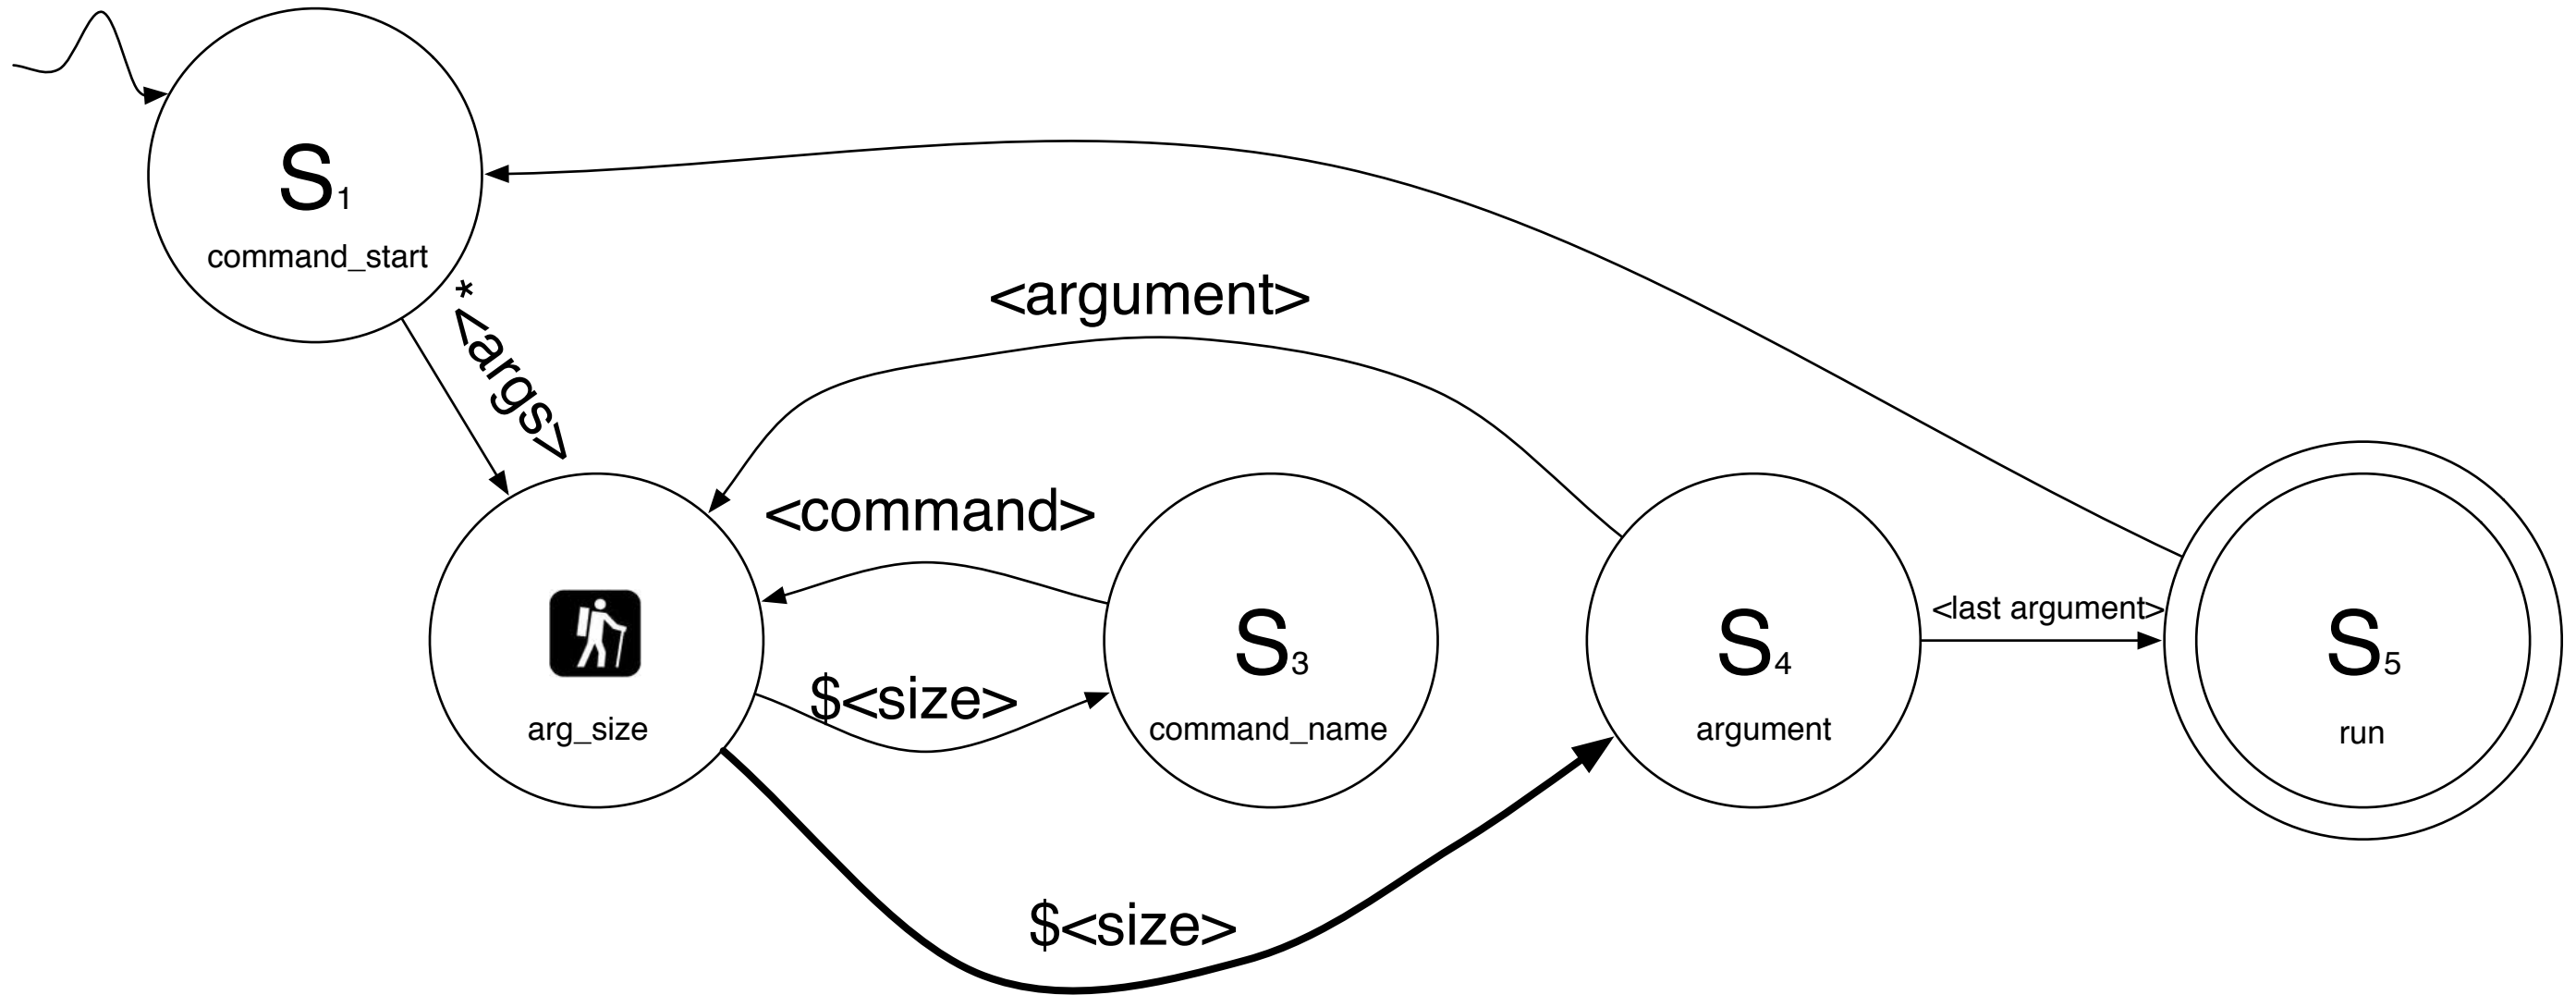 S1
command_start
*<args>
<argument>
<command>
$<size>
arg_size
S3
command_name
S4
argument
<last argument>
S5
run
$<size>